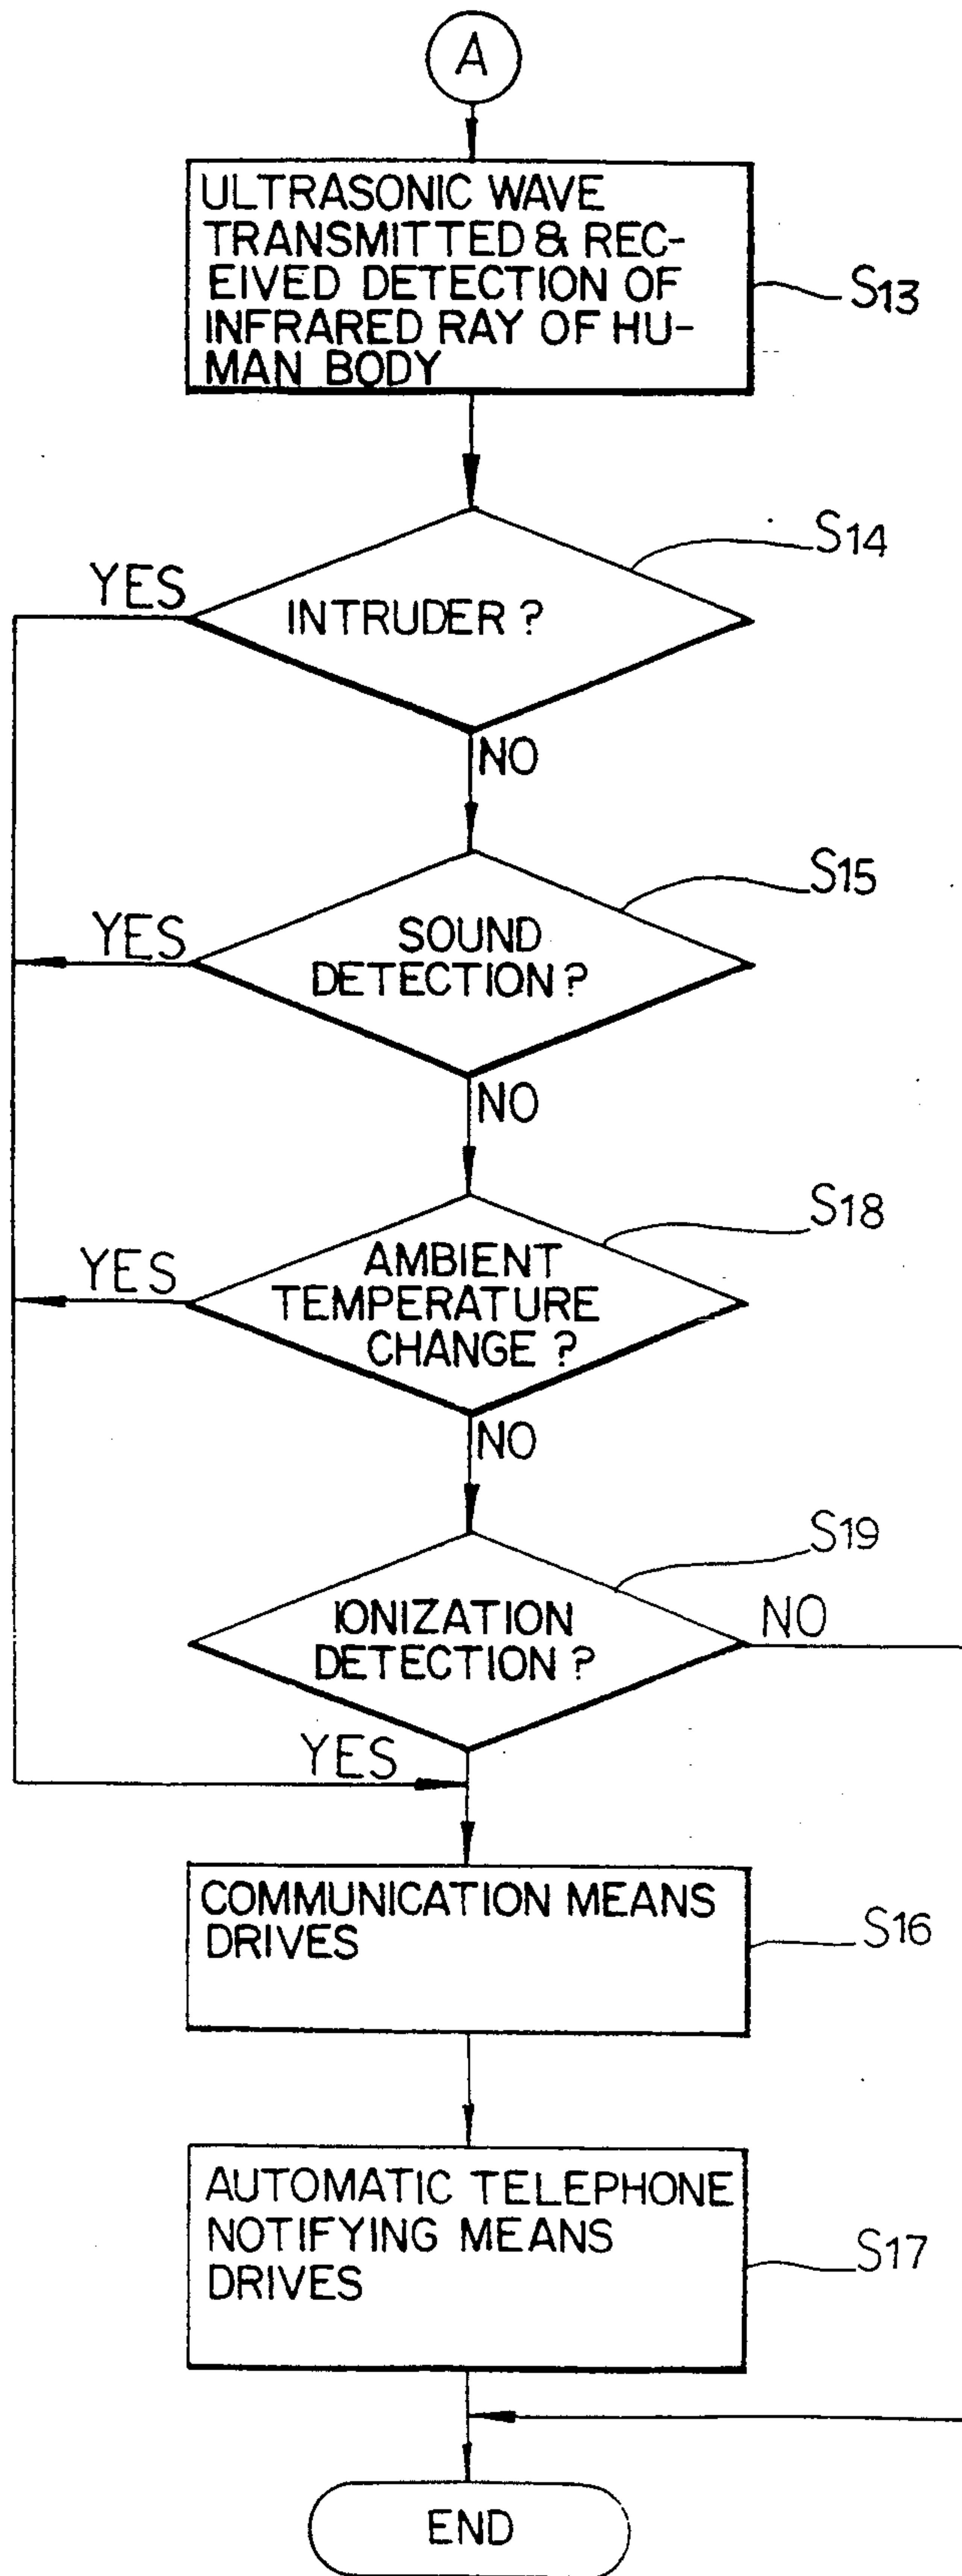 A
ULTRASONIC WAVE
TRANSMITTED & REC-
EIVED DETECTION OF
INFRARED RAY OF HU-
MAN BODY
S13
S14
YES
INTRUDER ?
NO
S15
YES
SOUND
DETECTION ?
NO
S18
YES
AMBIENT
TEMPERATURE
CHANGE ?
NO
S19
IONIZATION
DETECTION ?
NO
YES
COMMUNICATION MEANS
DRIVES
S16
AUTOMATIC TELEPHONE
NOTIFYING MEANS
DRIVES
S17
END